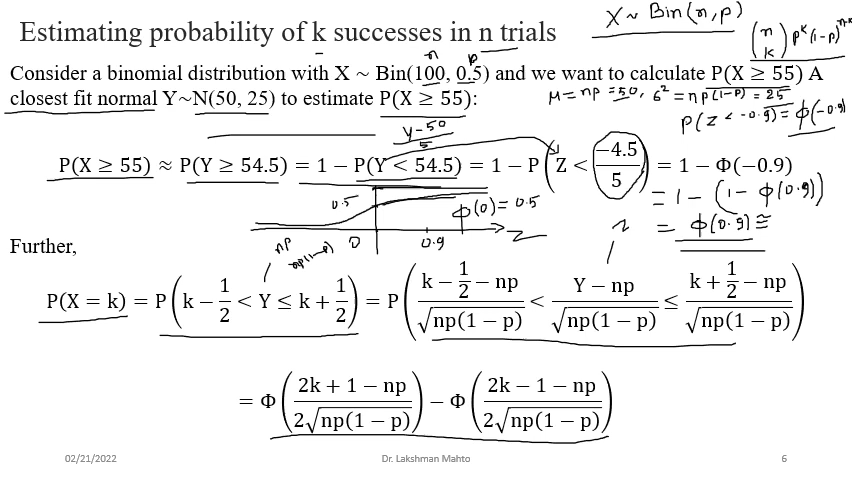 Estimating probability of k successes in n trials
X ~ Bin(n,p)
(n k) p^k (1-p)^{n-k}
n p
Consider a binomial distribution with X ~ Bin(100, 0.5) and we want to calculate P(X ≥ 55) A
closest fit normal Y~N(50, 25) to estimate P(X ≥ 55):
μ = np = 50, σ² = np(1-p) = 25
P(Z < -0.9) = φ(-0.9)
Y-50/5
P(X ≥ 55) ≈ P(Y ≥ 54.5) = 1 − P(Y < 54.5) = 1 − P(Z < −4.5/5) = 1 − Φ(−0.9)
= 1 - (1 - φ(0.9))
0.5 φ(0) = 0.5
= φ(0.9) ≅
0 0.9 Z
Further,
np
np(1-p)
P(X = k) = P(k − 1/2 < Y ≤ k + 1/2) = P((k − 1/2 − np)/√(np(1 − p)) < (Y − np)/√(np(1 − p)) ≤ (k + 1/2 − np)/√(np(1 − p)))
= Φ((2k + 1 − np)/(2√(np(1 − p)))) − Φ((2k − 1 − np)/(2√(np(1 − p))))
02/21/2022 Dr. Lakshman Mahto 6